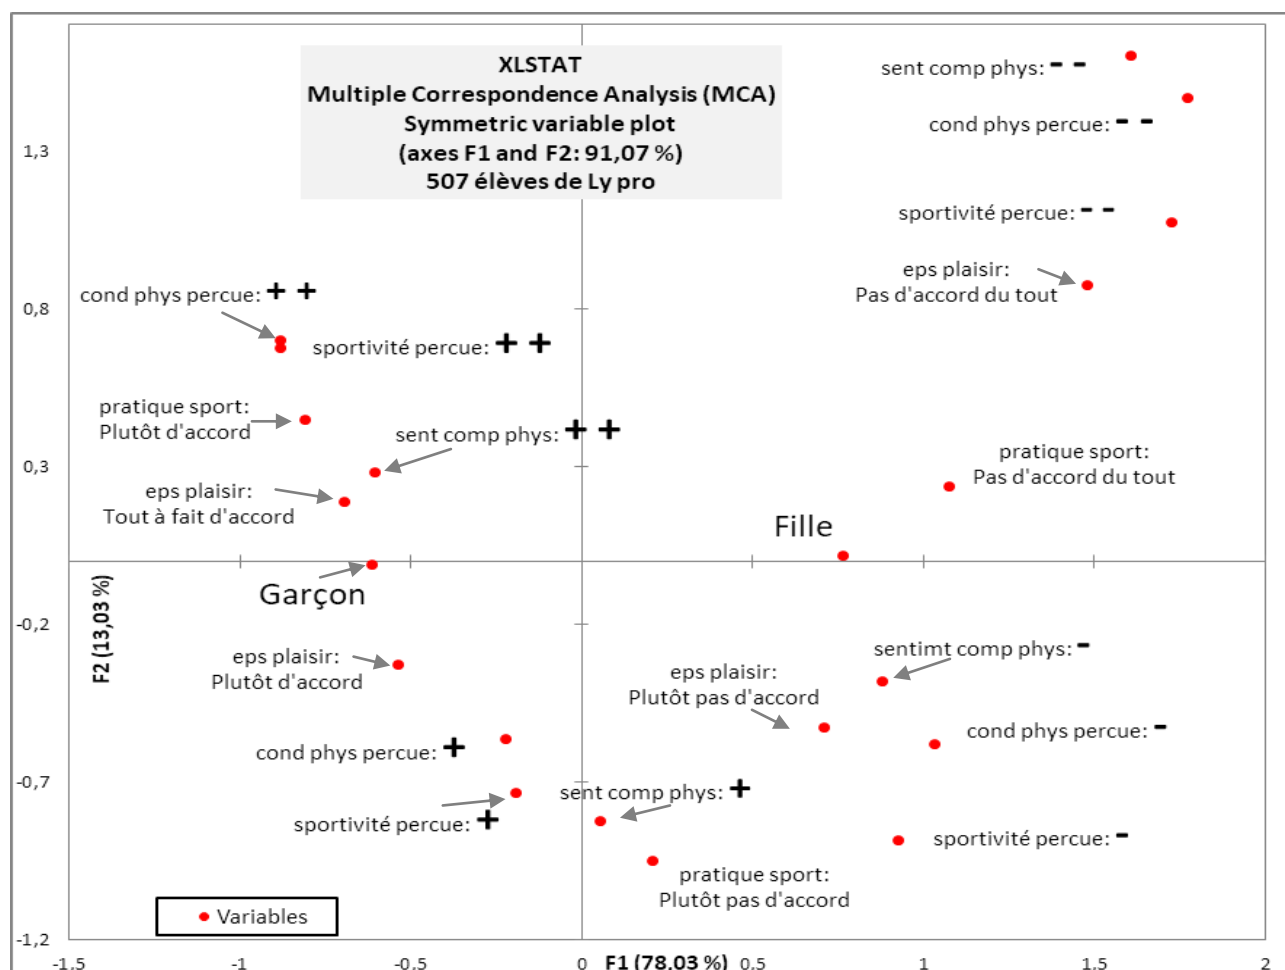 XLSTAT
Multiple Correspondence Analysis (MCA)
Symmetric variable plot
(axes F1 and F2: 91,07 %)
507 élèves de Ly pro
sent comp phys: - -
cond phys percue: - -
sportivité percue: - -
eps plaisir:
Pas d'accord du tout
cond phys percue: + +
sportivité percue: + +
pratique sport:
Plutôt d'accord
sent comp phys: + +
eps plaisir:
Tout à fait d'accord
pratique sport:
Pas d'accord du tout
Fille
Garçon
eps plaisir:
Plutôt d'accord
sentimt comp phys: -
eps plaisir:
Plutôt pas d'accord
cond phys percue: -
cond phys percue: +
sent comp phys: +
sportivité percue: +
sportivité percue: -
pratique sport:
Plutôt pas d'accord
Variables
1,3
0,8
0,3
-0,2
-0,7
-1,2
F2 (13,03 %)
-1,5
-1
-0,5
0
0,5
1
1,5
2
F1 (78,03 %)